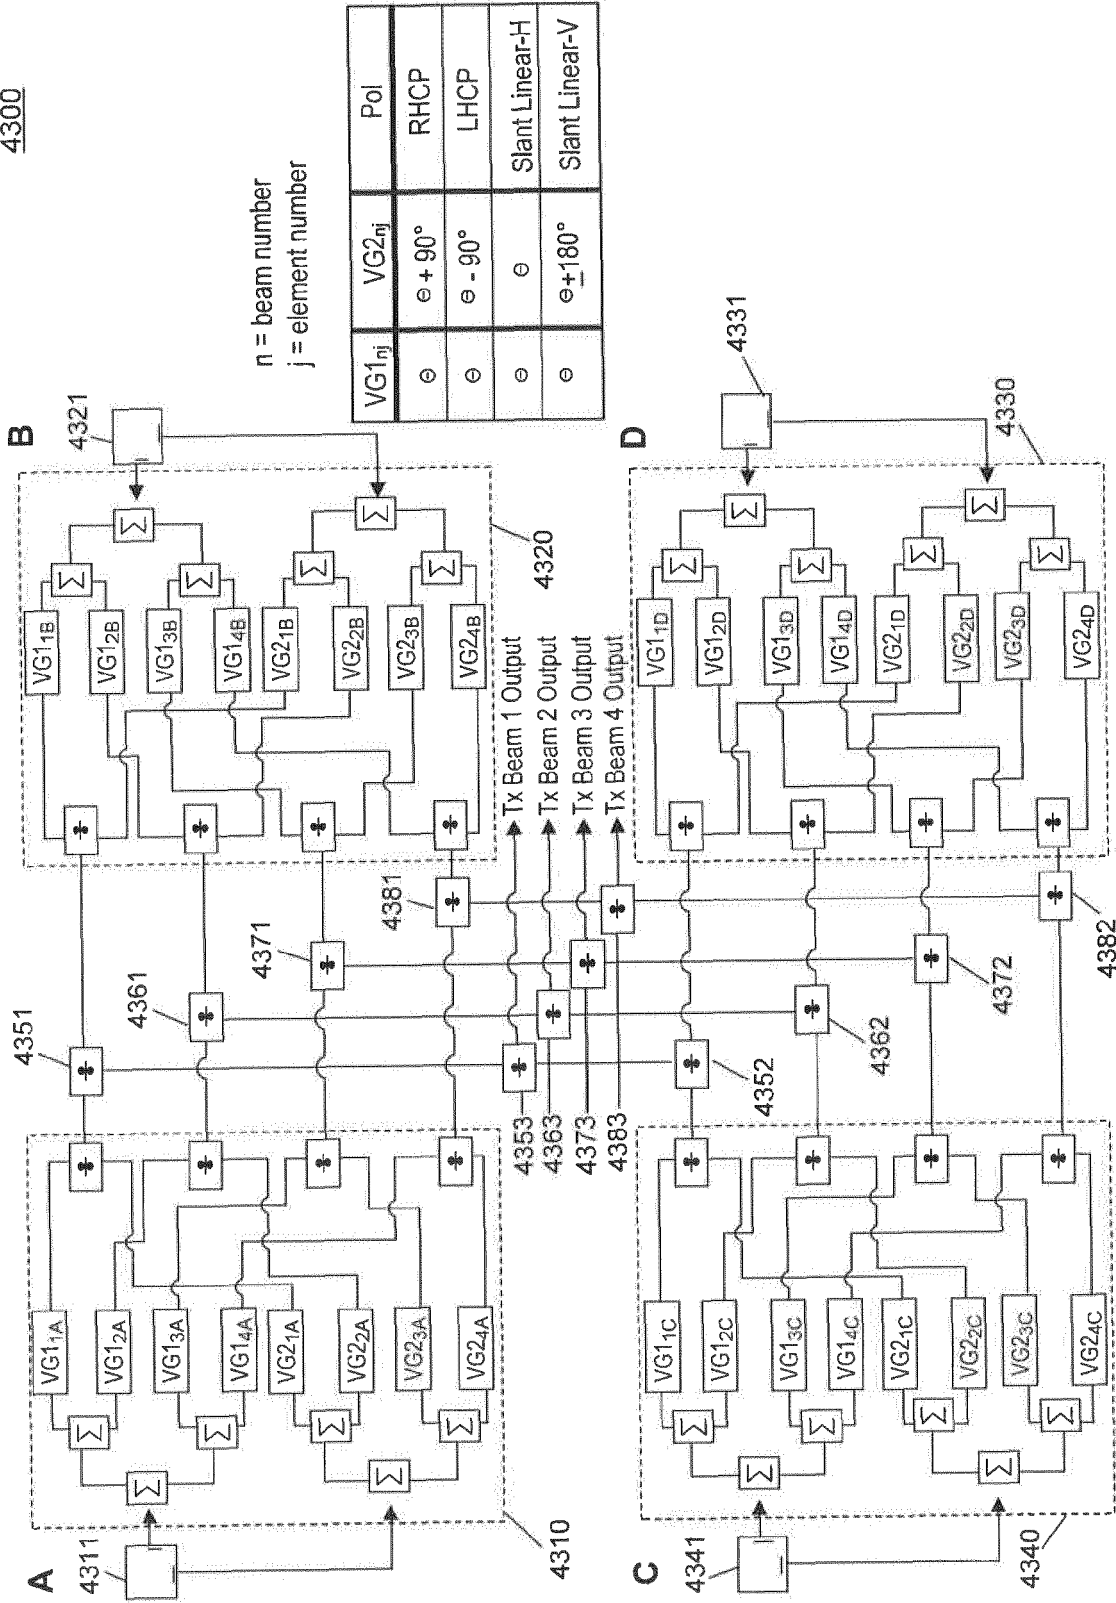 4300
n = beam number
j = element number
VG1nj VG2nj Pol
Θ Θ + 90° RHCP
Θ Θ - 90° LHCP
Θ Θ Slant Linear-H
Θ Θ±180° Slant Linear-V
A
4311
4310
VG11A
VG12A
VG13A
VG14A
VG21A
VG22A
VG23A
VG24A
Σ Σ Σ Σ Σ Σ
÷ ÷ ÷ ÷
B
4321
4320
VG11B
VG12B
VG13B
VG14B
VG21B
VG22B
VG23B
VG24B
Σ Σ Σ Σ Σ Σ
÷ ÷ ÷ ÷
4351
4361
4371
4381
÷ ÷ ÷ ÷
4353 Tx Beam 1 Output
4363 Tx Beam 2 Output
4373 Tx Beam 3 Output
4383 Tx Beam 4 Output
÷ ÷ ÷ ÷
4352
4362
4372
4382
÷ ÷ ÷ ÷
C
4341
4340
VG11C
VG12C
VG13C
VG14C
VG21C
VG22C
VG23C
VG24C
Σ Σ Σ Σ Σ Σ
÷ ÷ ÷ ÷
D
4331
4330
VG11D
VG12D
VG13D
VG14D
VG21D
VG22D
VG23D
VG24D
Σ Σ Σ Σ Σ Σ
÷ ÷ ÷ ÷